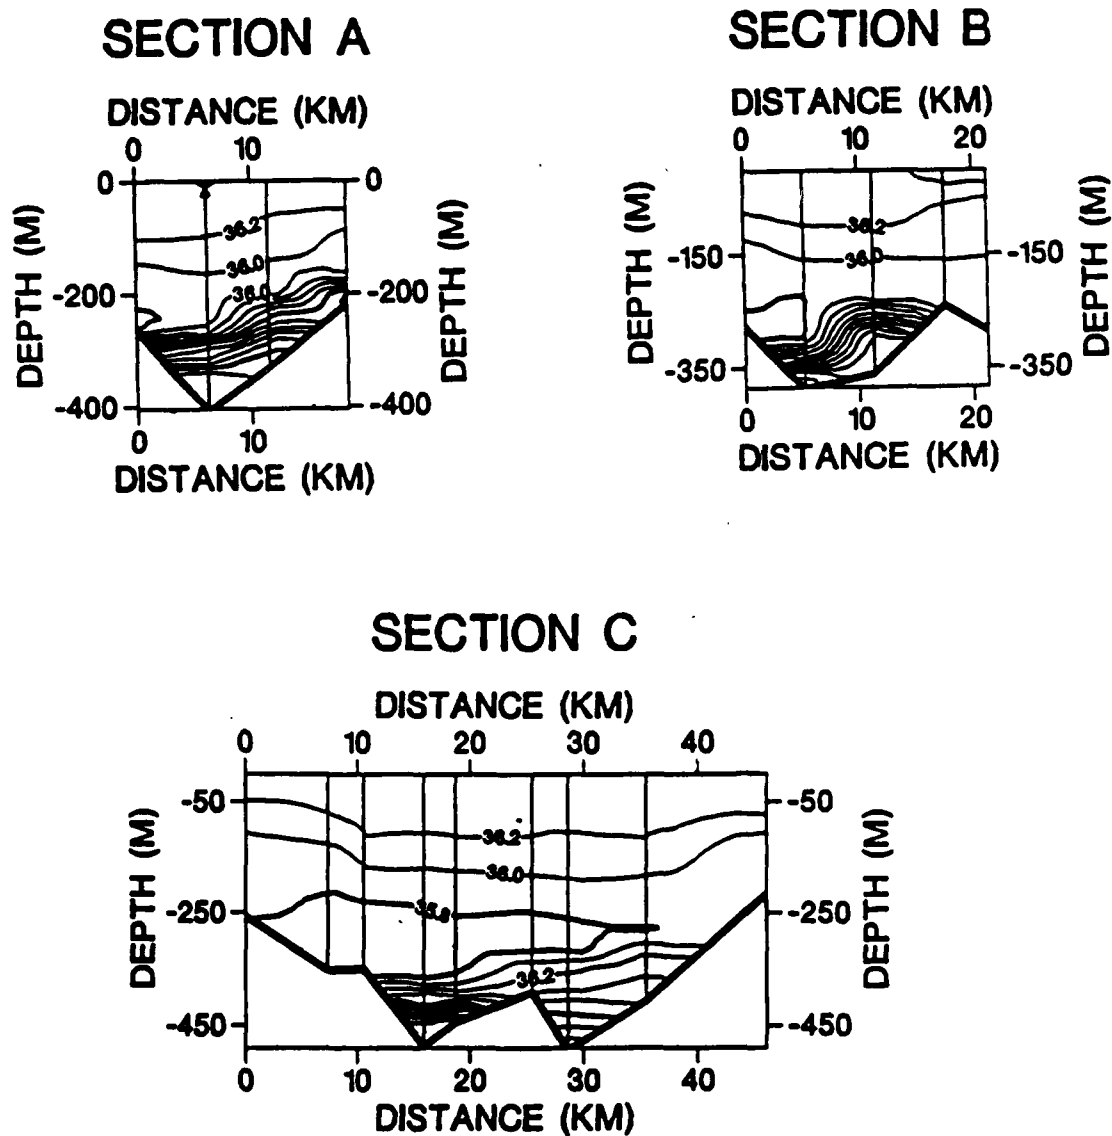 SECTION A
DISTANCE (KM)
0 10
0 0
DEPTH (M)
DEPTH (M)
36.2
36.0
36.0
-200 -200
-400 -400
0 10
DISTANCE (KM)
SECTION B
DISTANCE (KM)
0 10 20
DEPTH (M)
DEPTH (M)
36.2
36.0
-150 -150
-350 -350
0 10 20
DISTANCE (KM)
SECTION C
DISTANCE (KM)
0 10 20 30 40
-50 -50
DEPTH (M)
DEPTH (M)
36.2
36.0
35.8
-250 -250
36.2
-450 -450
0 10 20 30 40
DISTANCE (KM)